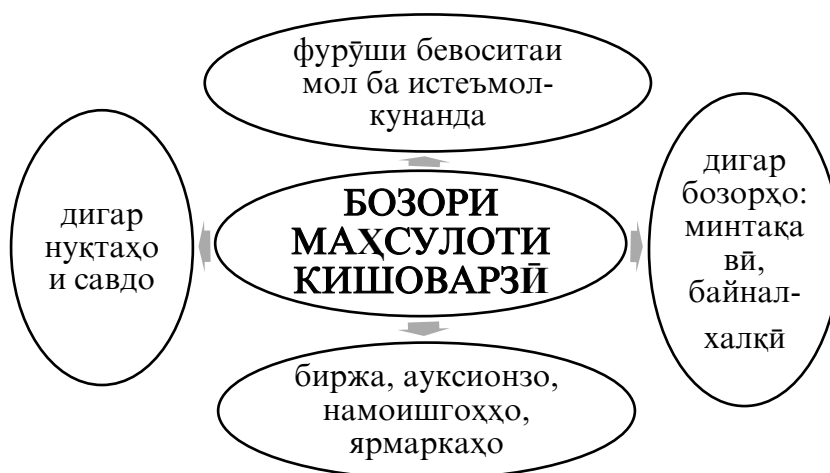 фурӯши бевоситаи
мол ба истеъмол-
кунанда
дигар
нуқтаҳо
и савдо
БОЗОРИ
МАҲСУЛОТИ
КИШОВАРЗӢ
дигар
бозорҳо:
минтақа
вӣ,
байнал-
халқӣ
биржа, ауксионзо,
намоишгоҳҳо,
ярмаркаҳо